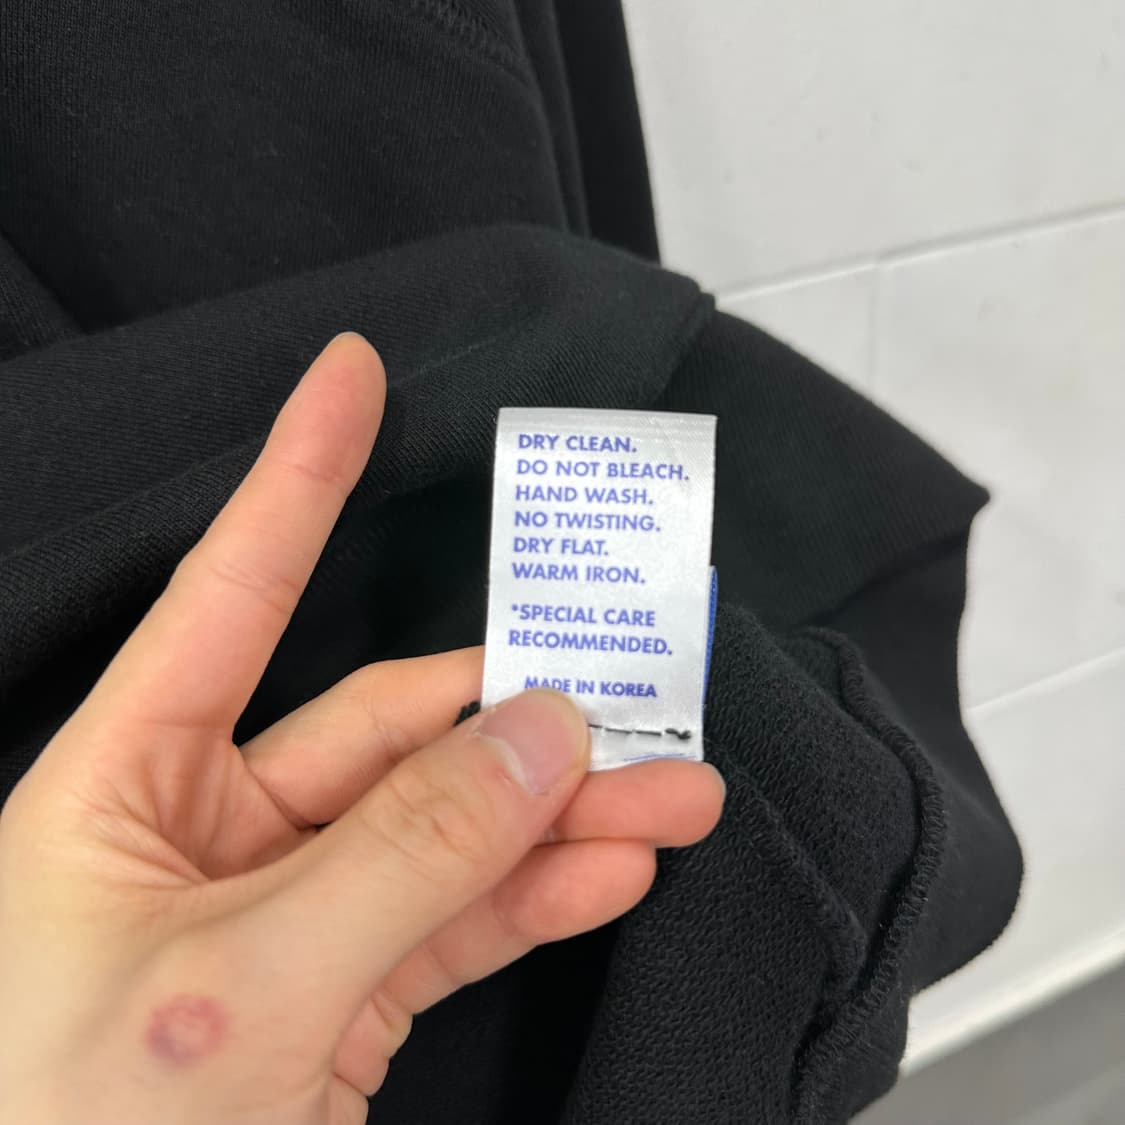 DRY CLEAN.
DO NOT BLEACH.
HAND WASH.
NO TWISTING.
DRY FLAT.
WARM IRON.
*SPECIAL CARE
RECOMMENDED.
MADE IN KOREA